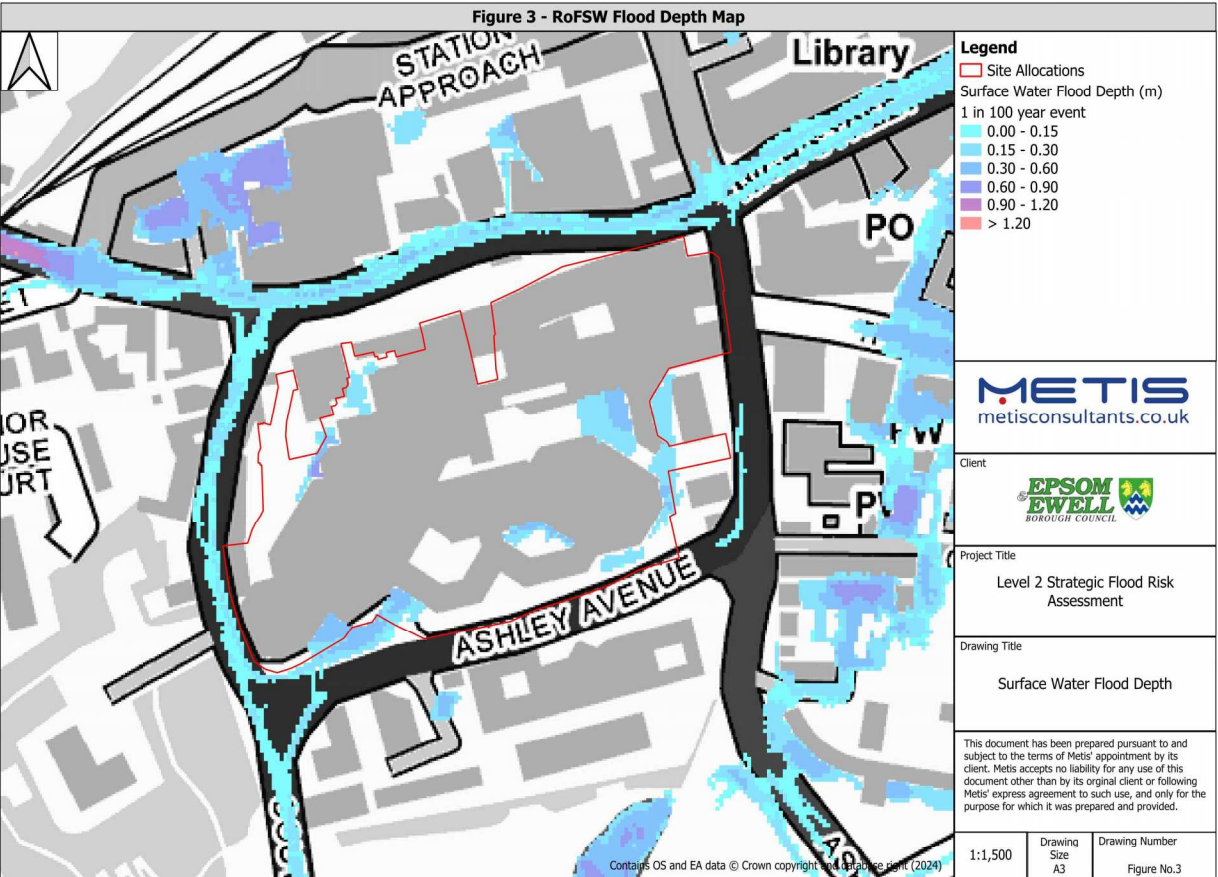 Figure 3 - RoFSW Flood Depth Map
STATION
APPROACH
Library
PO
ASHLEY AVENUE
Contains OS and EA data © Crown copyright and database right (2024)
Legend
Site Allocations
Surface Water Flood Depth (m)
1 in 100 year event
0.00 - 0.15
0.15 - 0.30
0.30 - 0.60
0.60 - 0.90
0.90 - 1.20
> 1.20
METIS
metisconsultants.co.uk
Client
EPSOM
& EWELL
BOROUGH COUNCIL
Project Title
Level 2 Strategic Flood Risk
Assessment
Drawing Title
Surface Water Flood Depth
This document has been prepared pursuant to and
subject to the terms of Metis' appointment by its
client. Metis accepts no liability for any use of this
document other than by its orginal client or following
Metis' express agreement to such use, and only for the
purpose for which it was prepared and provided.
1:1,500
Drawing
Size
A3
Drawing Number
Figure No.3